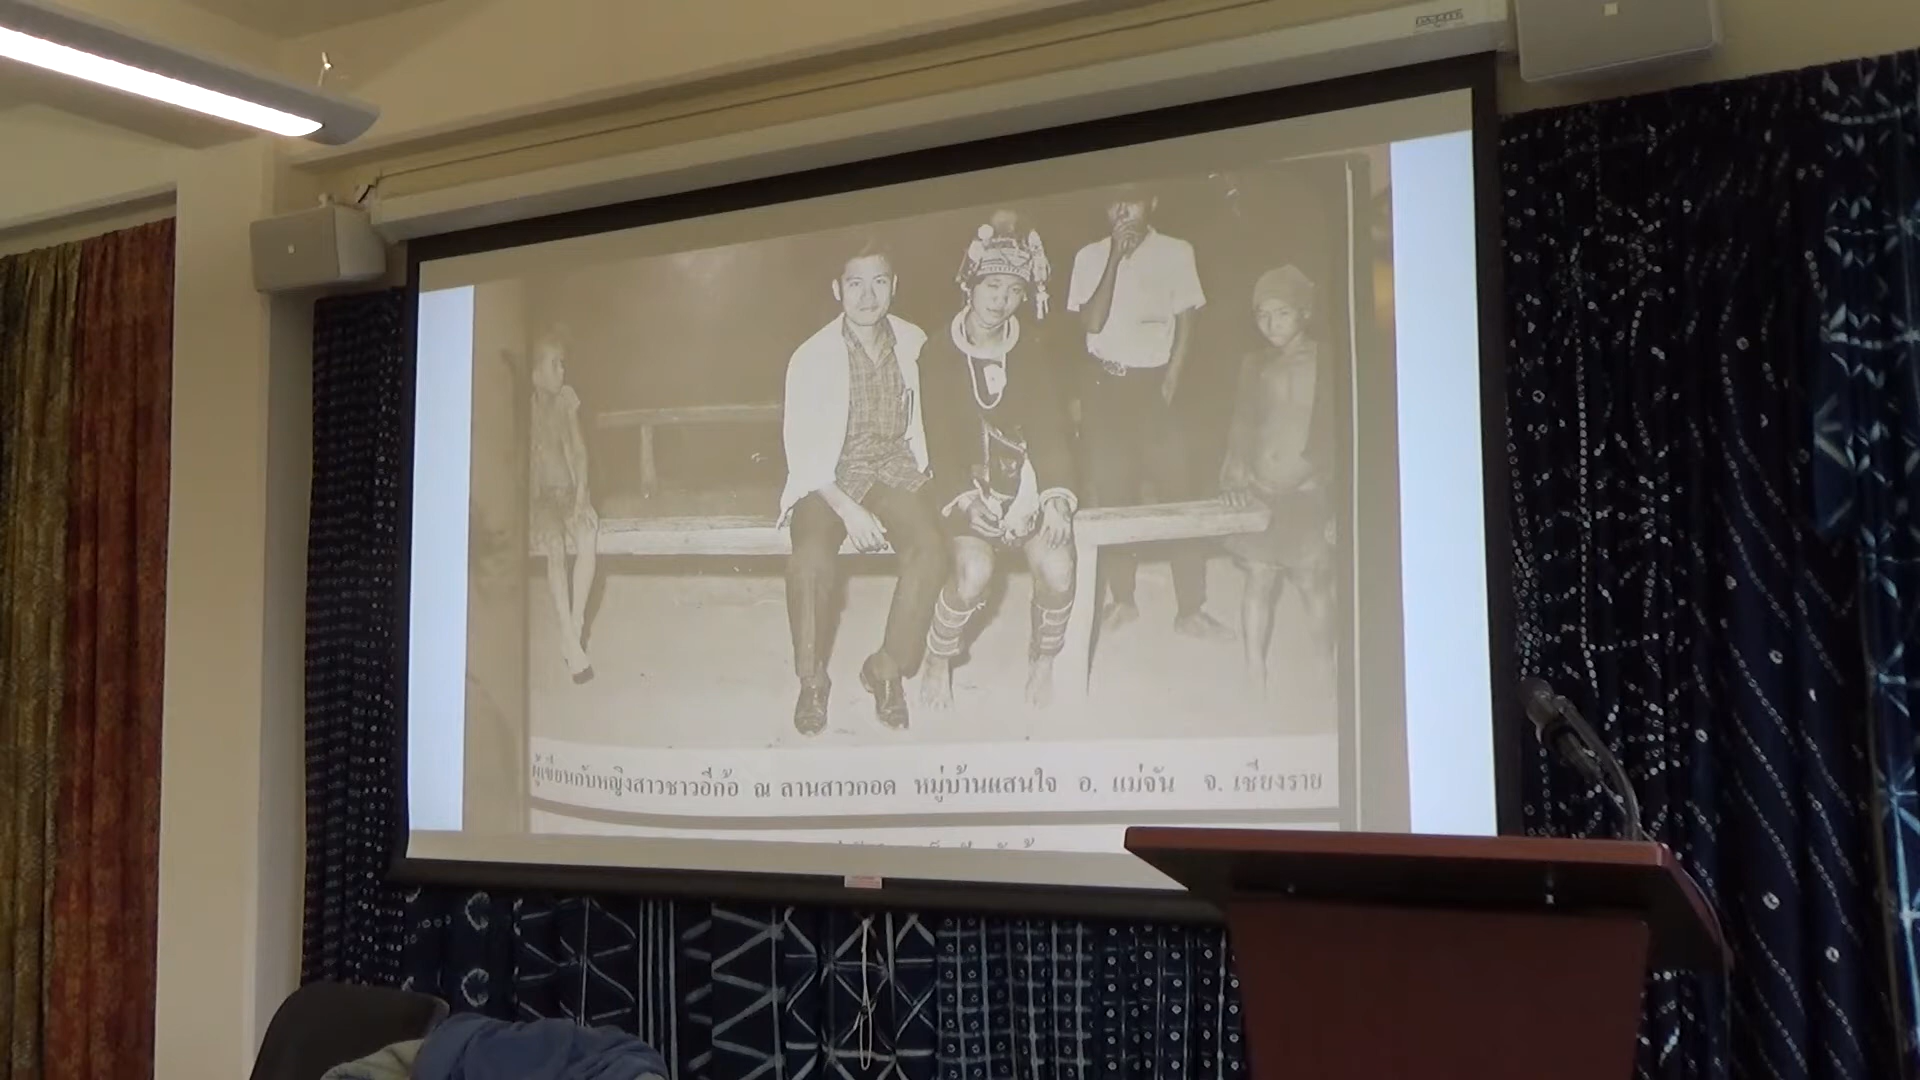 ผู้เขียนกับหญิงสาวชาวอีก้อ ณ ลานสาวกอด หมู่บ้านแสนใจ อ. แม่จัน จ. เชียงราย